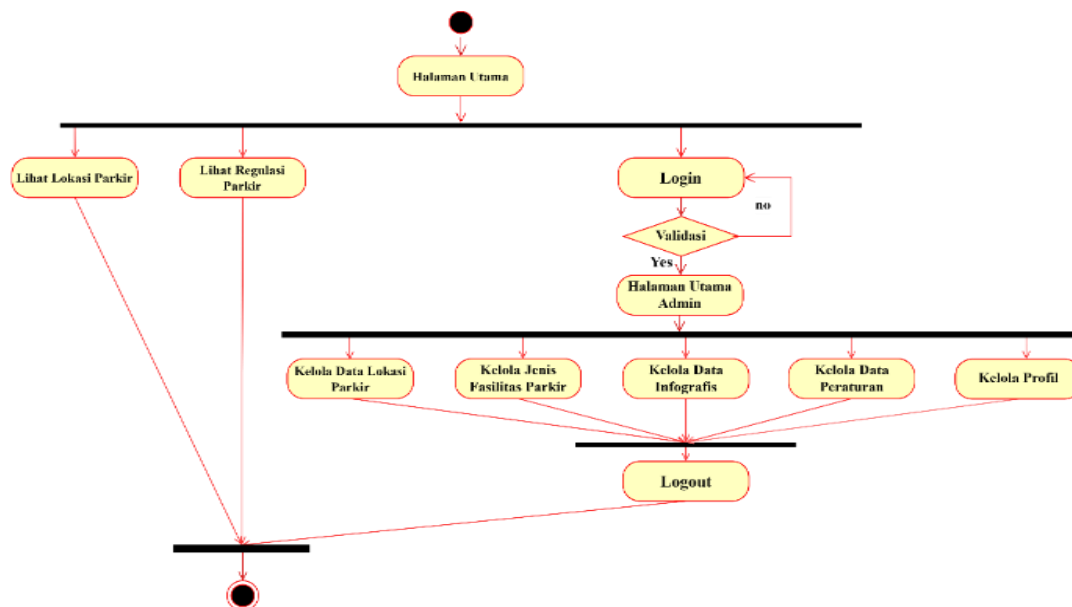 Halaman Utama
Lihat Lokasi Parkir
Lihat Regulasi
Parkir
Login
no
Validasi
Yes
Halaman Utama
Admin
Kelola Data Lokasi
Parkir
Kelola Jenis
Fasilitas Parkir
Kelola Data
Infografis
Kelola Data
Peraturan
Kelola Profil
Logout